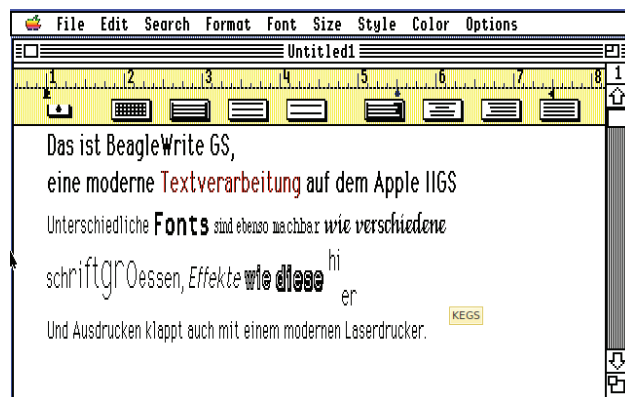 File Edit Search Format Font Size Style Color Options
Untitled1
1 2 3 4 5 6 7 8 1
Das ist BeagleWrite GS,
eine moderne Textverarbeitung auf dem Apple IIGS
Unterschiedliche Fonts sind ebenso machbar wie verschiedene
schriftgroessen, Effekte wie diese hi
er
Und Ausdrucken klappt auch mit einem modernen Laserdrucker.
KEGS